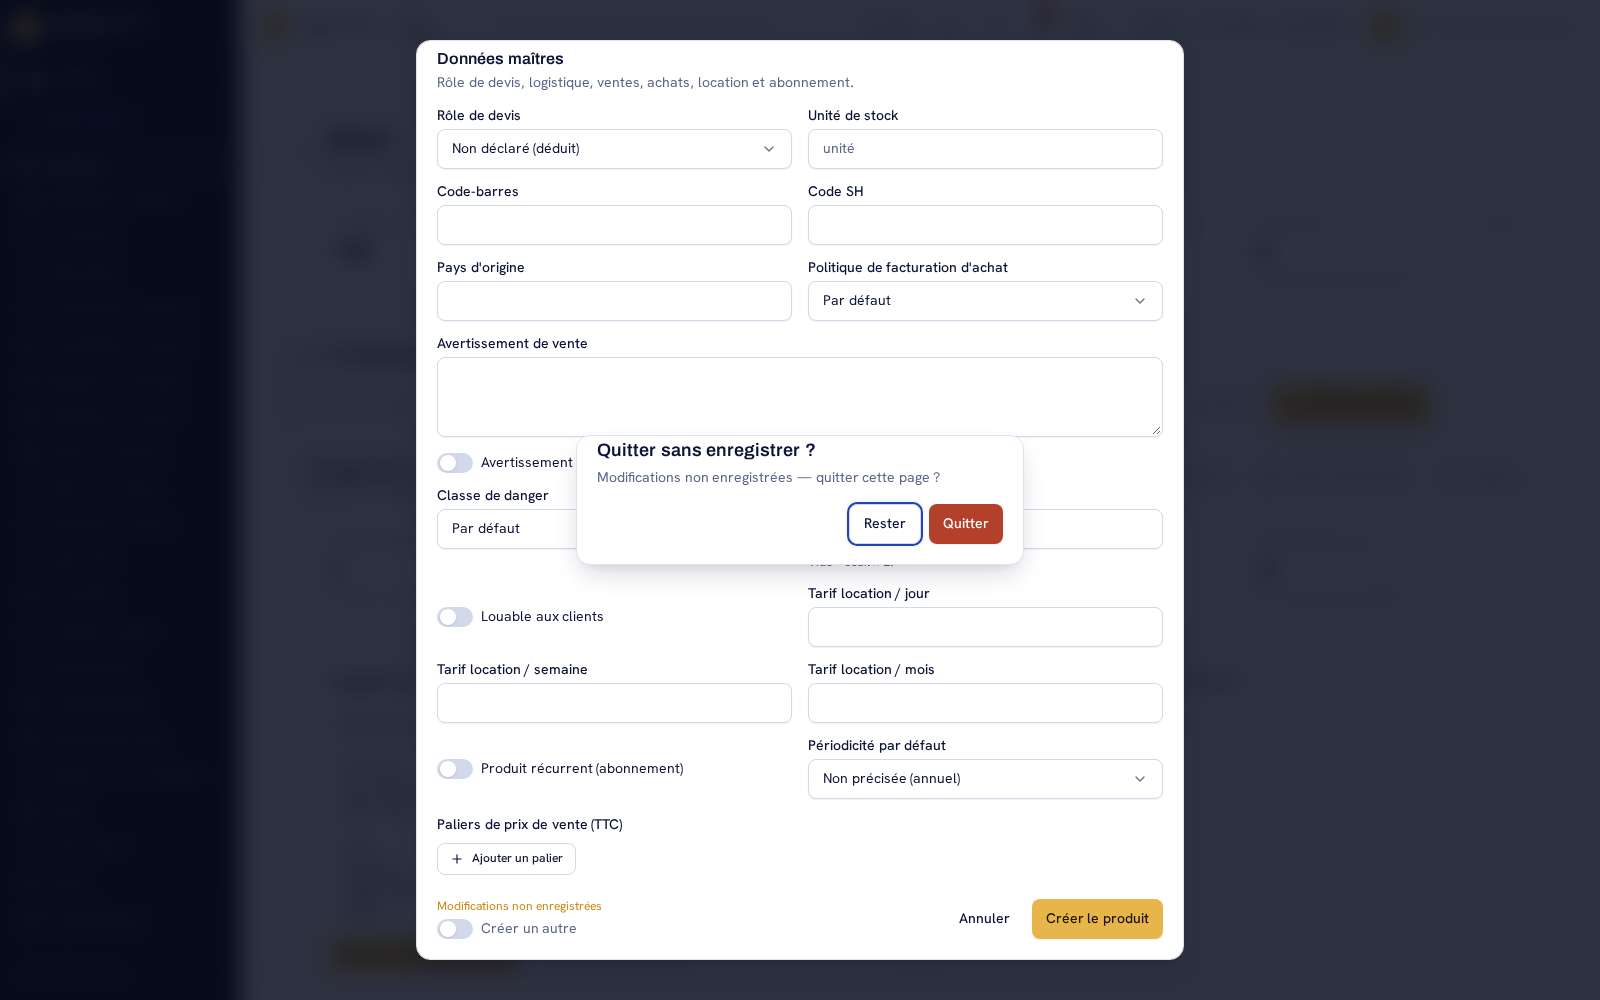 Données maîtres
Rôle de devis, logistique, ventes, achats, location et abonnement.
Rôle de devis
Unité de stock
Non déclaré (déduit)
unité
Code-barres
Code SH
Pays d'origine
Politique de facturation d'achat
Par défaut
Avertissement de vente
Quitter sans enregistrer ?
Avertissement
Modifications non enregistrées — quitter cette page ?
Classe de danger
Rester
Quitter
Par défaut
Tarif location / jour
Louable aux clients
Tarif location / semaine
Tarif location / mois
Périodicité par défaut
Produit récurrent (abonnement)
Non précisée (annuel)
Paliers de prix de vente (TTC)
Ajouter un palier
Modifications non enregistrées
Créer un autre
Annuler
Créer le produit